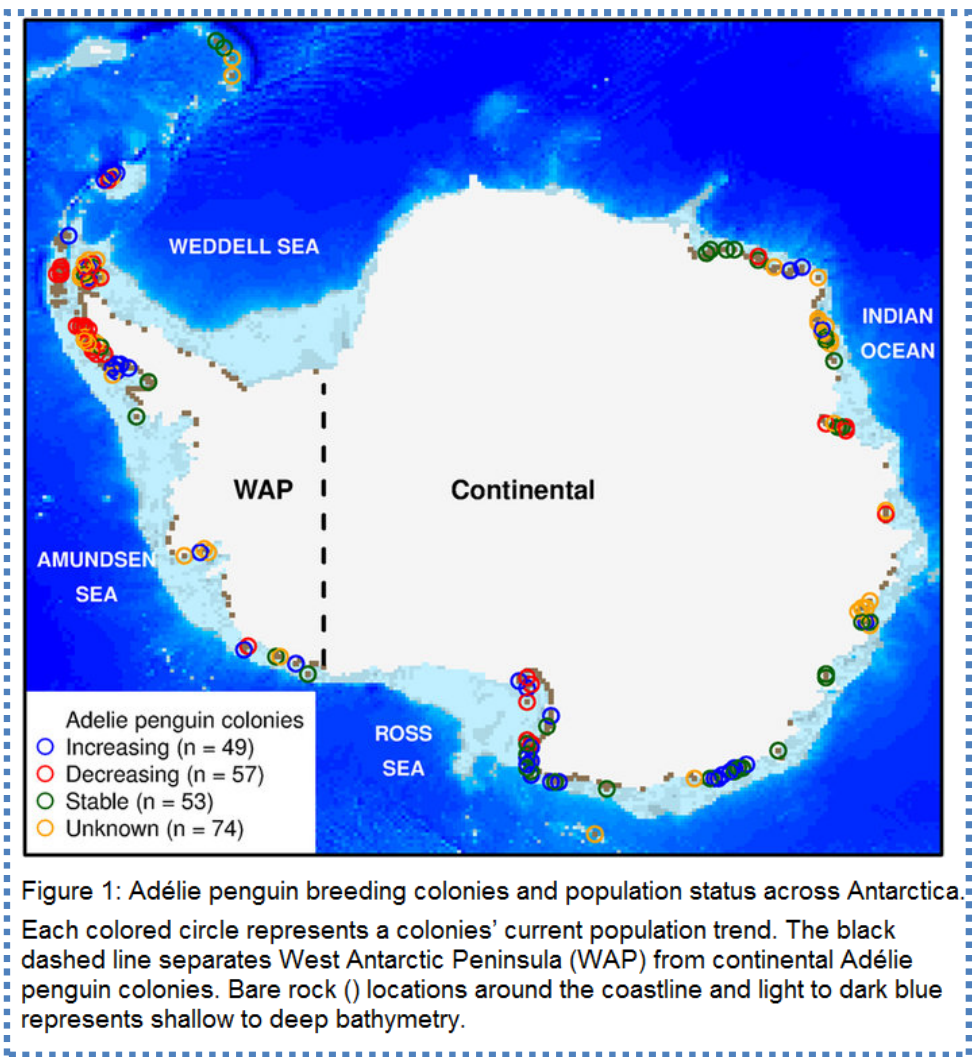 WEDDELL SEA
INDIAN
OCEAN
WAP
Continental
AMUNDSEN
SEA
ROSS
SEA
Adelie penguin colonies
Increasing (n = 49)
Decreasing (n = 57)
Stable (n = 53)
Unknown (n = 74)
Figure 1: Adélie penguin breeding colonies and population status across Antarctica.
Each colored circle represents a colonies’ current population trend. The black
dashed line separates West Antarctic Peninsula (WAP) from continental Adélie
penguin colonies. Bare rock () locations around the coastline and light to dark blue
represents shallow to deep bathymetry.